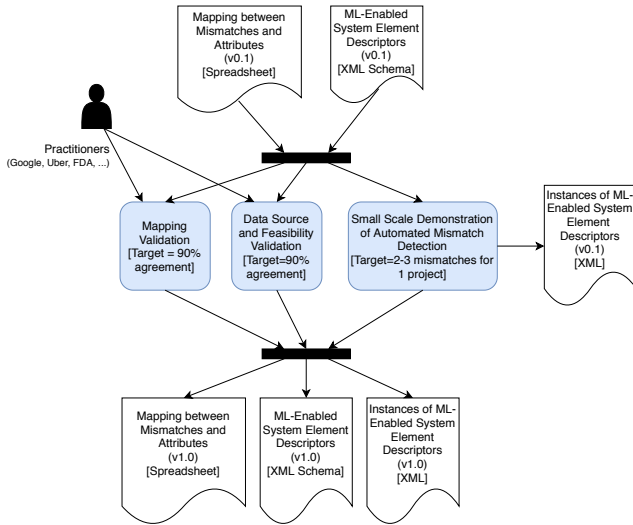 Mapping between
Mismatches and
Attributes
(v0.1)
[Spreadsheet]
ML-Enabled
System Element
Descriptors
(v0.1)
[XML Schema]
Practitioners
(Google, Uber, FDA, ...)
Mapping
Validation
[Target = 90%
agreement]
Data Source
and Feasibility
Validation
[Target=90%
agreement]
Small Scale Demonstration
of Automated Mismatch
Detection
[Target=2-3 mismatches for
1 project]
Instances of ML-
Enabled System
Element
Descriptors
(v0.1)
[XML]
Mapping between
Mismatches and
Attributes
(v1.0)
[Spreadsheet]
ML-Enabled
System Element
Descriptors
(v1.0)
[XML Schema]
Instances of ML-
Enabled System
Element
Descriptors
(v1.0)
[XML]